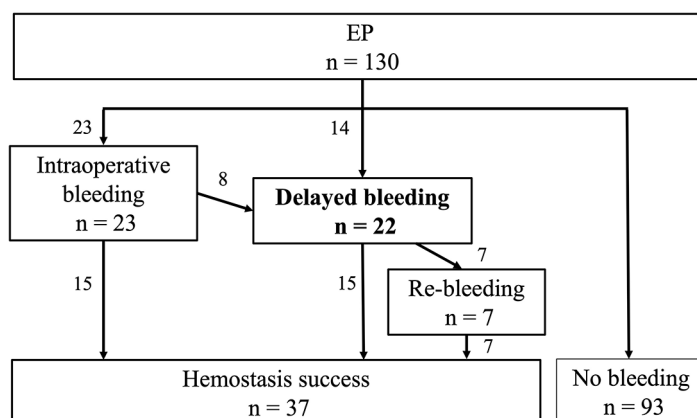 EP
n = 130
23
14
Intraoperative
bleeding
n = 23
8
Delayed bleeding
n = 22
15
15
7
Re-bleeding
n = 7
7
Hemostasis success
n = 37
No bleeding
n = 93